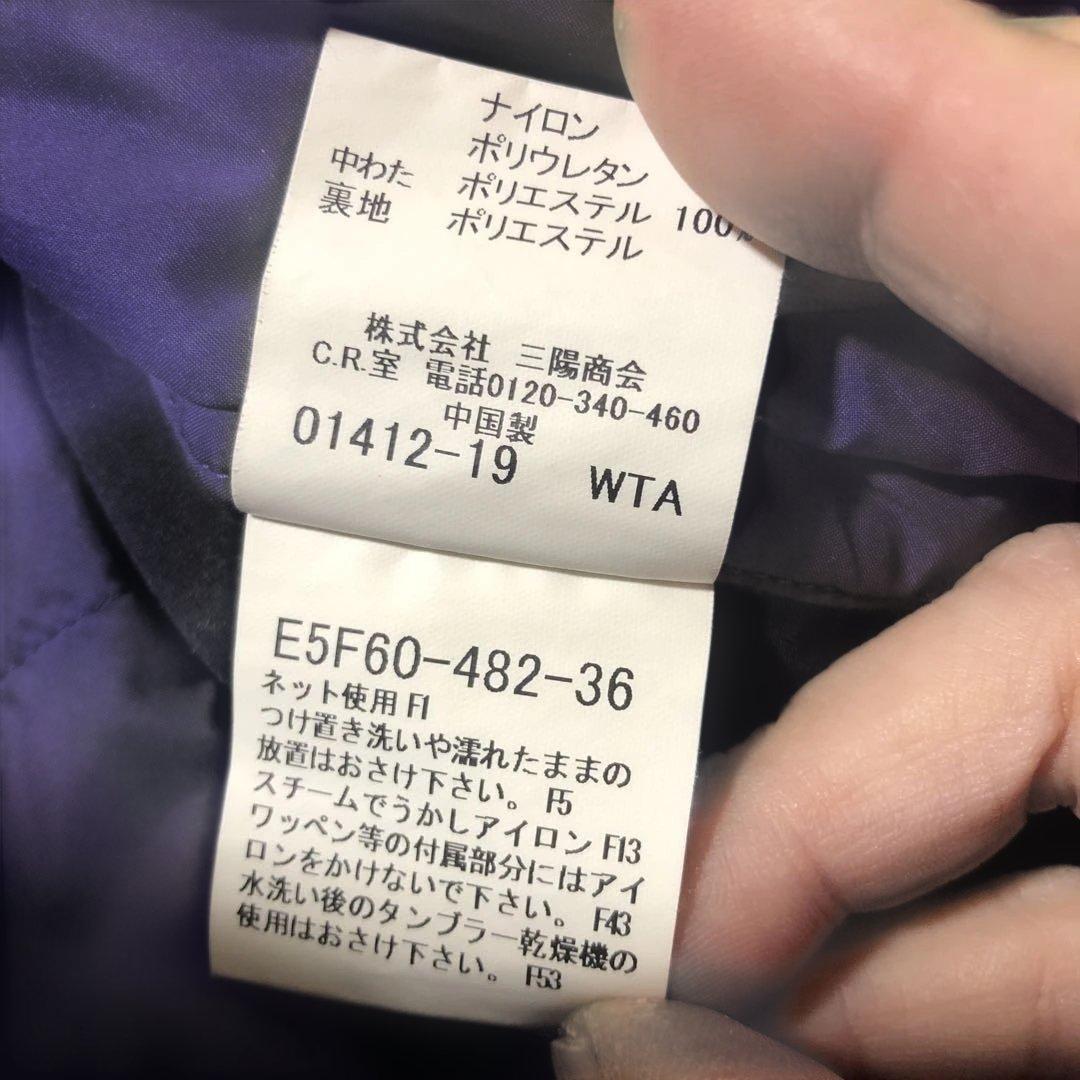 ナイロン
ポリウレタン
中わた ポリエステル 100%
裏地 ポリエステル
株式会社 三陽商会
C.R.室 電話0120-340-460
中国製
01412-19 WTA
E5F60-482-36
ネット使用 F1
つけ置き洗いや濡れたままの
放置はおさけ下さい。 F5
スチームでうかしアイロン F13
ワッペン等の付属部分にはアイ
ロンをかけないで下さい。 F43
水洗い後のタンブラー乾燥機の
使用はおさけ下さい。 F53